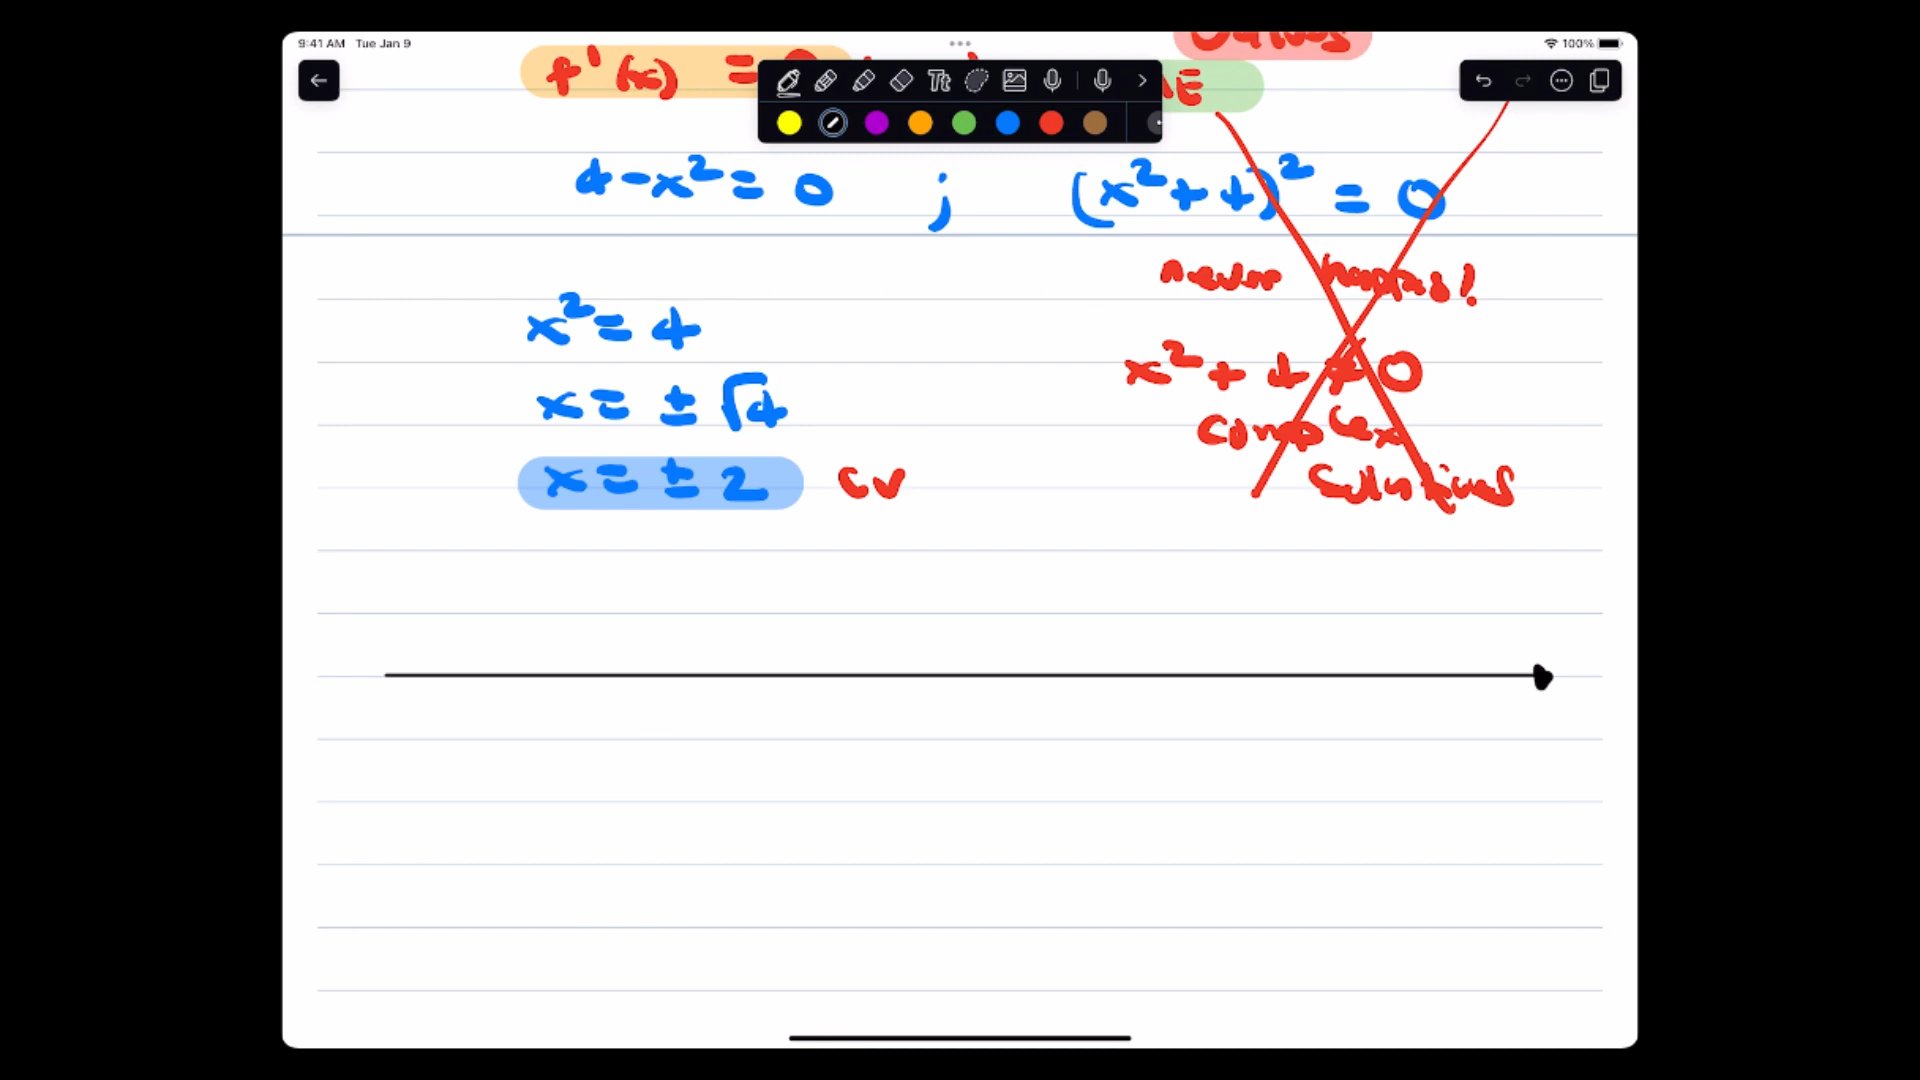 9:41 AM Tue Jan 9
100%
f'(x) =
Tt
4-x²= 0 ; (x²+4)² = 0
never happens!
x²= 4
x²+4 ≠ 0
x= ±√4
complex
x= ±2 cv
solutions